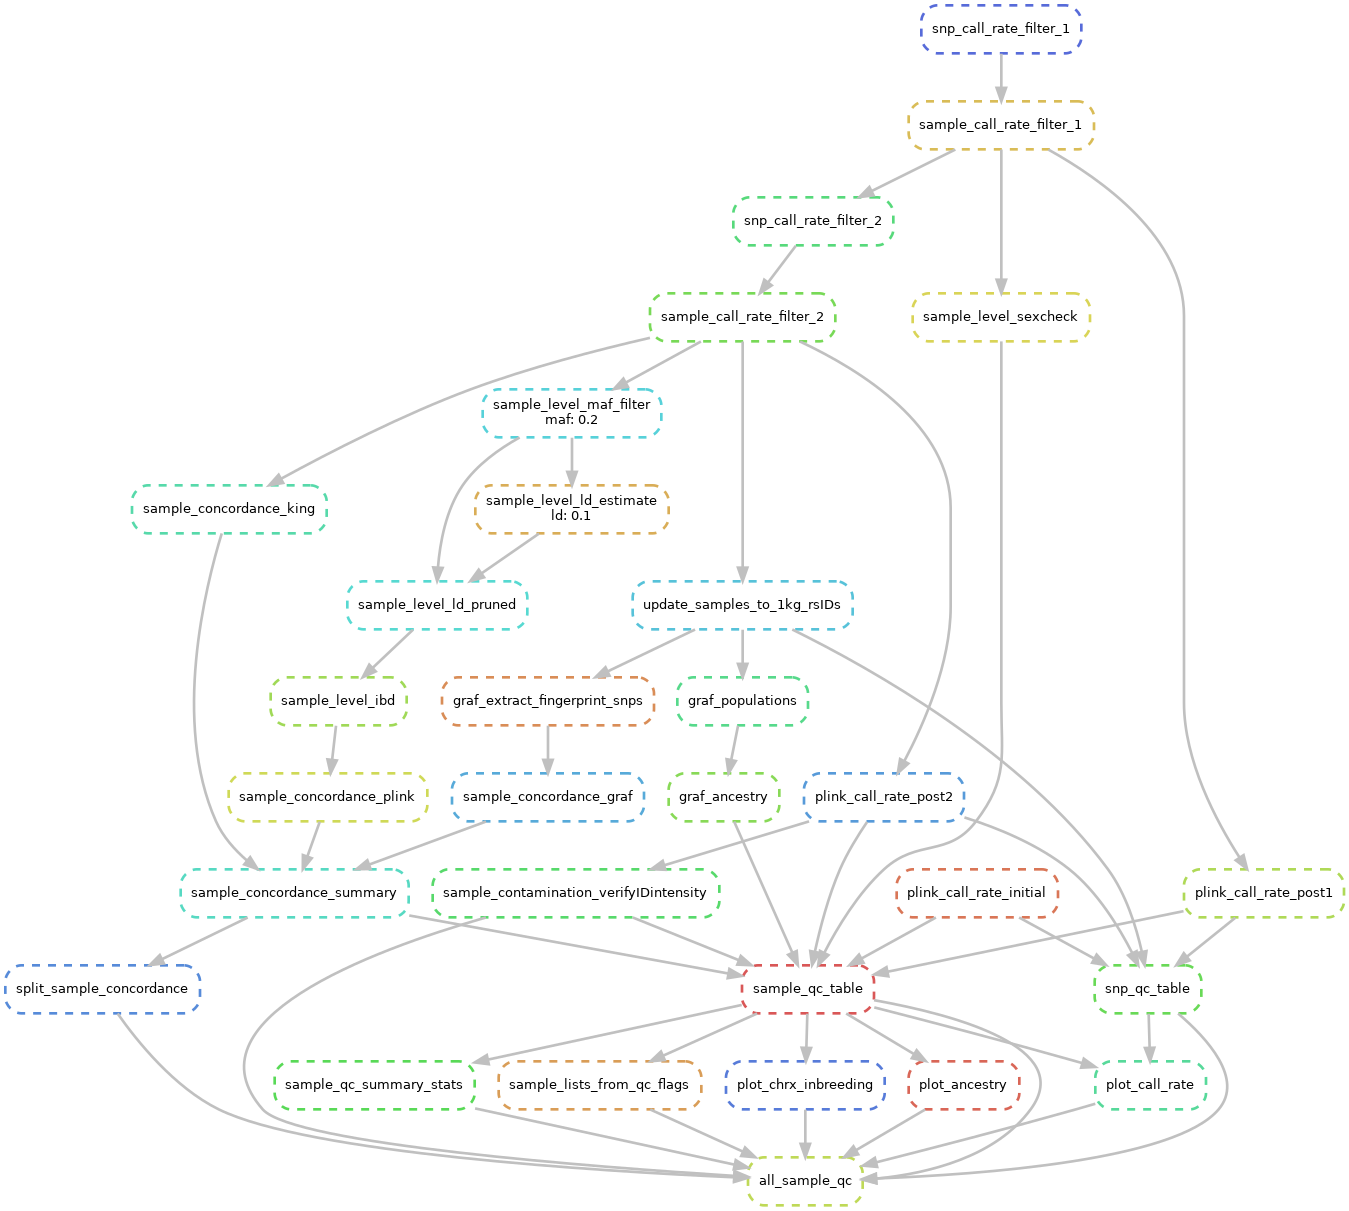 snp_call_rate_filter_1
sample_call_rate_filter_1
snp_call_rate_filter_2
sample_call_rate_filter_2
sample_level_sexcheck
sample_level_maf_filter
maf: 0.2
sample_concordance_king
sample_level_ld_estimate
ld: 0.1
sample_level_ld_pruned
update_samples_to_1kg_rsIDs
sample_level_ibd
graf_extract_fingerprint_snps
graf_populations
sample_concordance_plink
sample_concordance_graf
graf_ancestry
plink_call_rate_post2
sample_concordance_summary
sample_contamination_verifyIDintensity
plink_call_rate_initial
plink_call_rate_post1
split_sample_concordance
sample_qc_table
snp_qc_table
sample_qc_summary_stats
sample_lists_from_qc_flags
plot_chrx_inbreeding
plot_ancestry
plot_call_rate
all_sample_qc